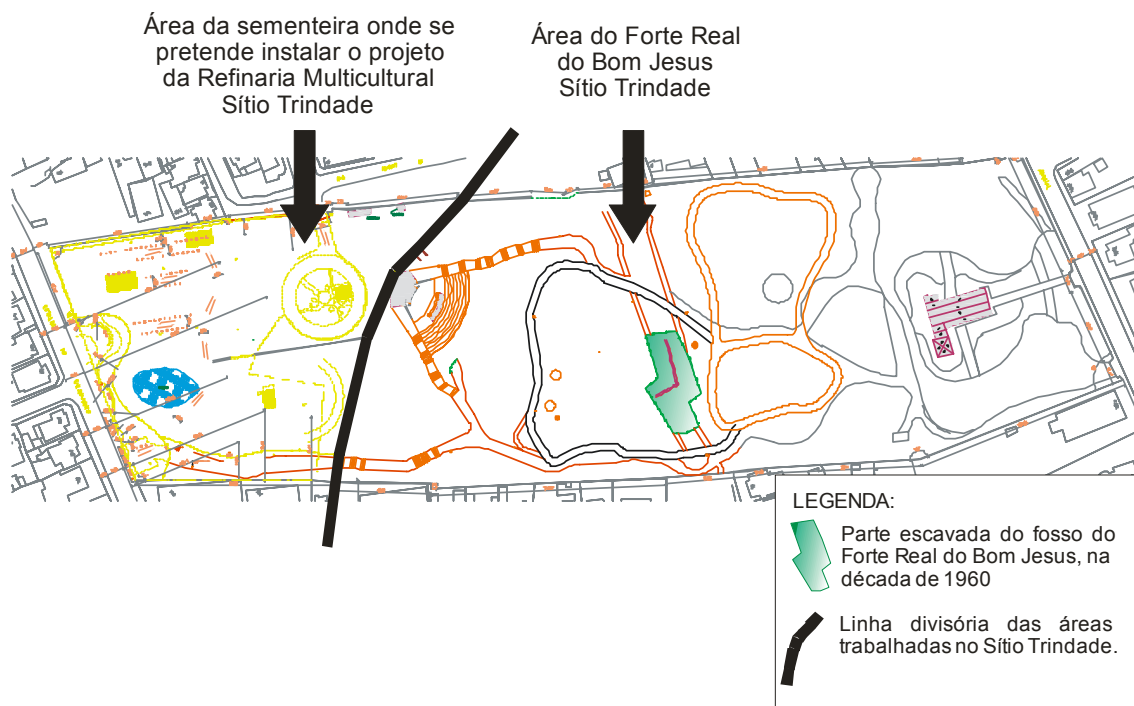 Área da sementeira onde se
pretende instalar o projeto
da Refinaria Multicultural
Sítio Trindade
Área do Forte Real
do Bom Jesus
Sítio Trindade
LEGENDA:
Parte escavada do fosso do
Forte Real do Bom Jesus, na
década de 1960
Linha divisória das áreas
trabalhadas no Sítio Trindade.